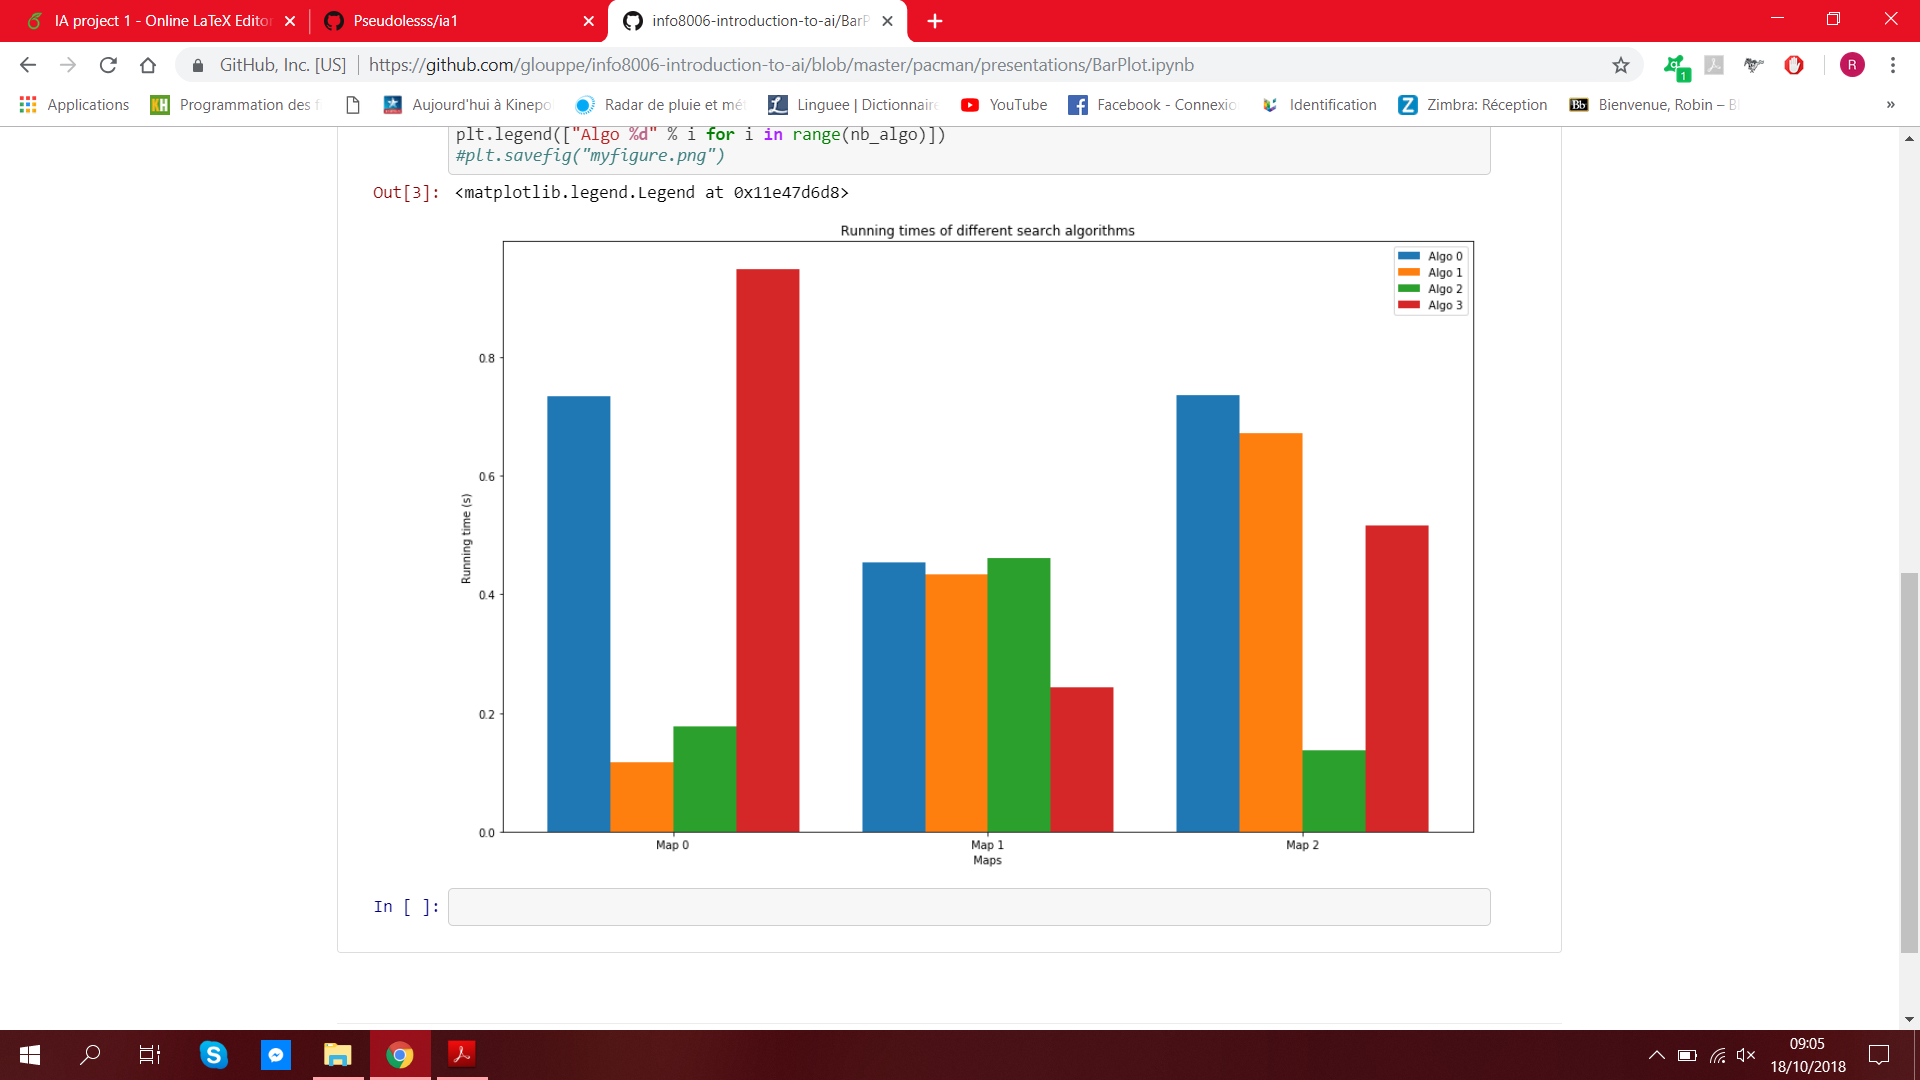 IA project 1 - Online LaTeX Editor
Pseudolesss/ia1
info8006-introduction-to-ai/BarP
GitHub, Inc. [US]
https://github.com/glouppe/info8006-introduction-to-ai/blob/master/pacman/presentations/BarPlot.ipynb
1
R
Applications
KH
Programmation des f
Aujourd'hui à Kinepo
Radar de pluie et mét
Linguee | Dictionnaire
YouTube
Facebook - Connexio
Identification
Z
Zimbra: Réception
Bb
Bienvenue, Robin – Bl
»
plt.legend(["Algo %d" % i for i in range(nb_algo)])
#plt.savefig("myfigure.png")
Out[3]: <matplotlib.legend.Legend at 0x11e47d6d8>
Running times of different search algorithms
Algo 0
Algo 1
Algo 2
Algo 3
0.8
0.6
0.4
0.2
0.0
Running time (s)
Map 0
Map 1
Map 2
Maps
In [ ]:
09:05
18/10/2018